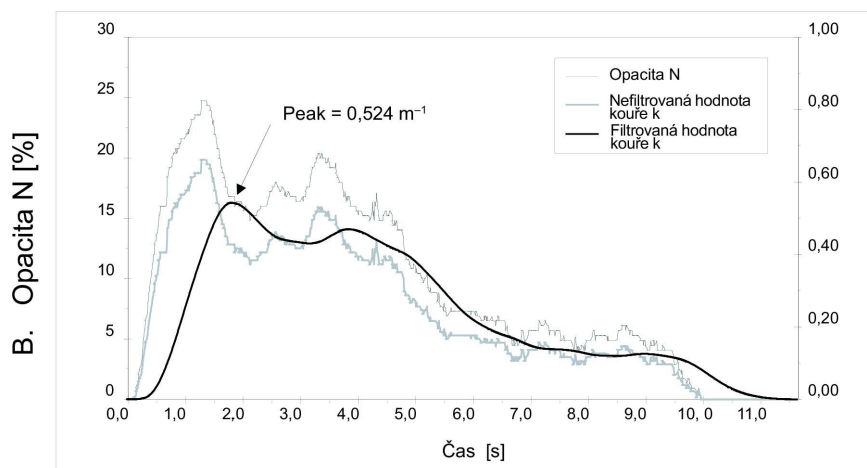 B. Opacita N [%]
30
25
20
15
10
5
0
1,00
0,80
0,60
0,40
0,20
0,00
Peak = 0,524 m⁻¹
Opacita N
Nefiltrovaná hodnota
kouře k
Filtrovaná hodnota
kouře k
0,0 1,0 2,0 3,0 4,0 5,0 6,0 7,0 8,0 9,0 10, 0 11,0
Čas [s]